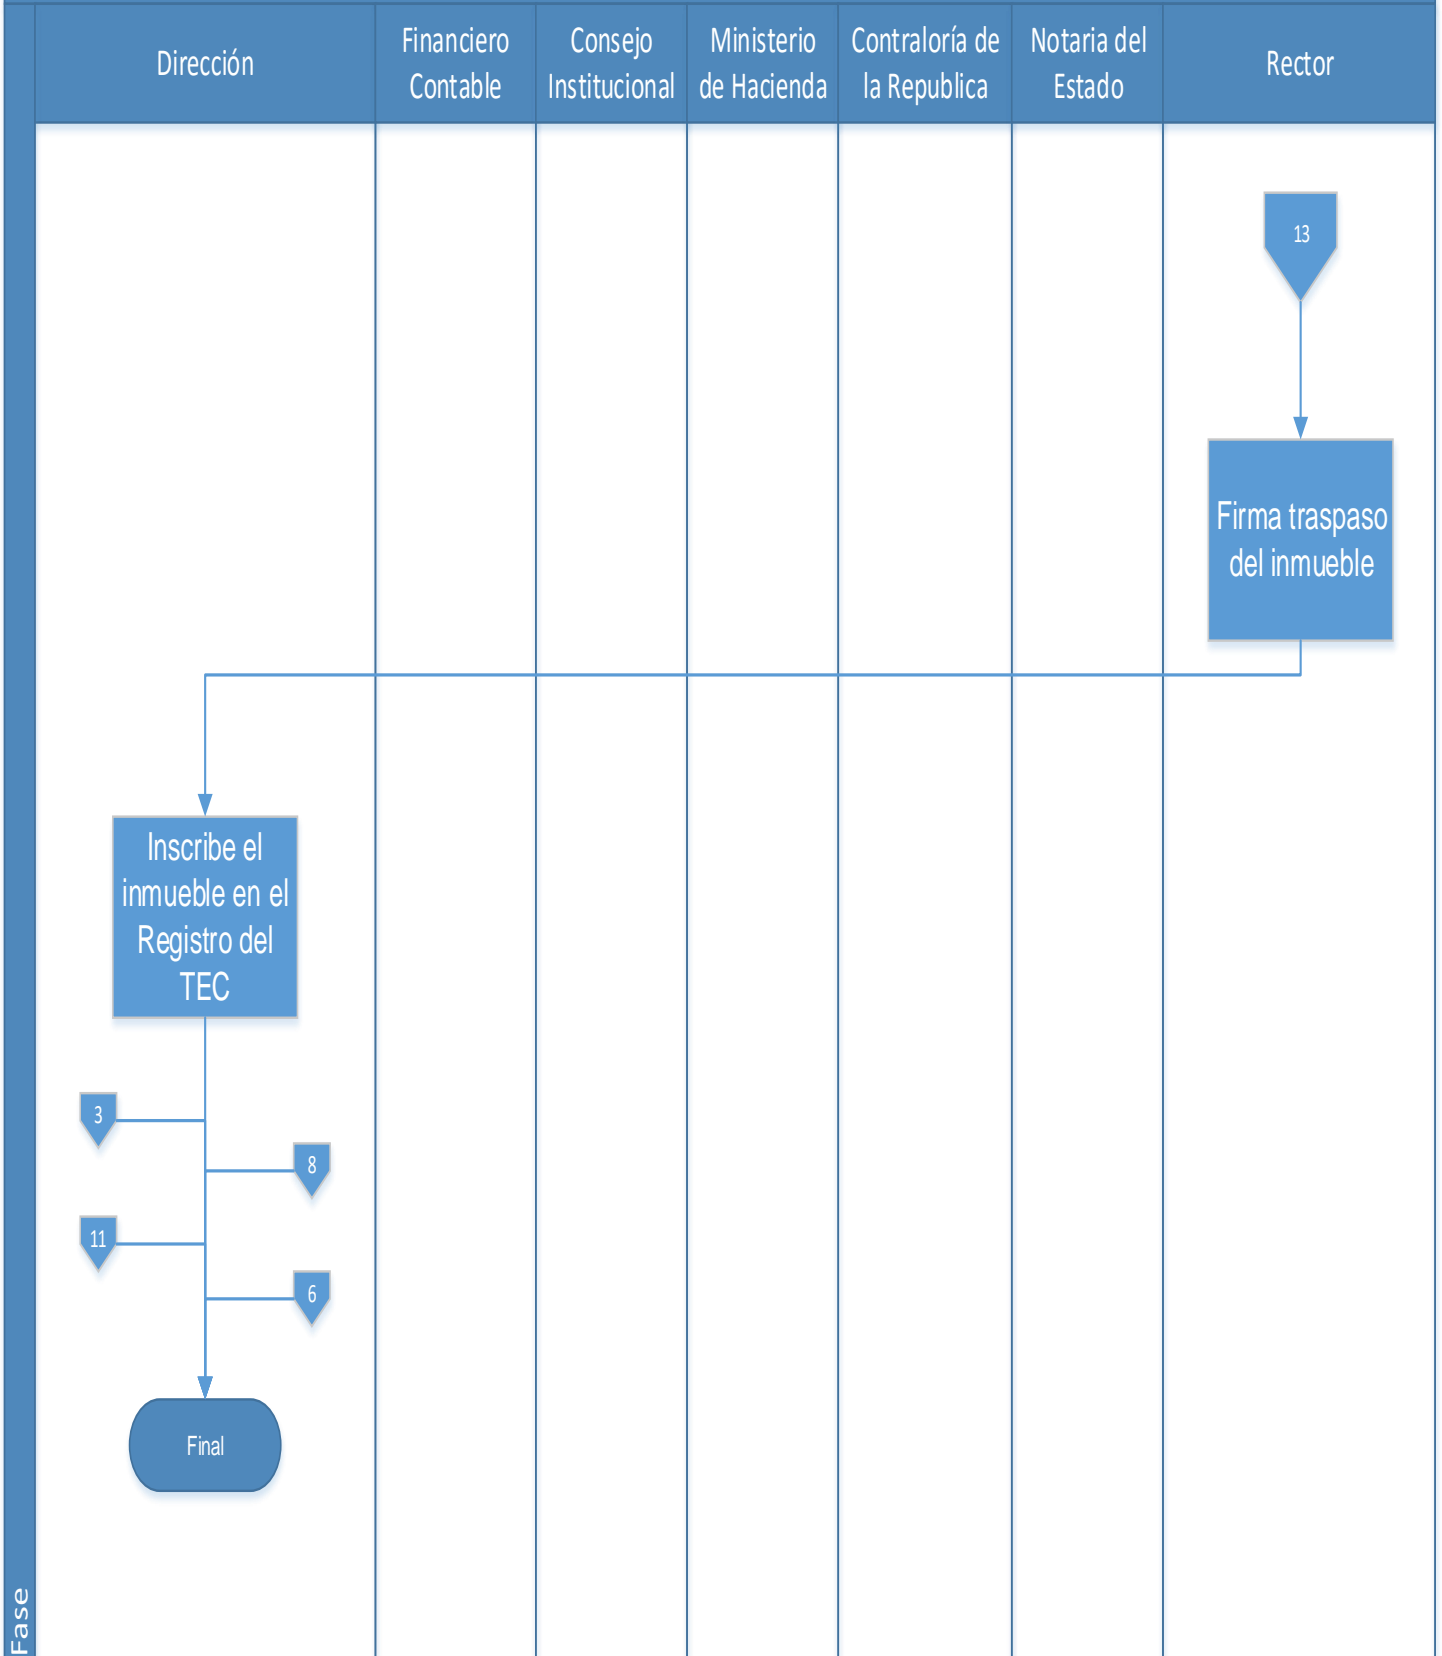 Dirección
Financiero
Contable
Consejo
Institucional
Ministerio
de Hacienda
Contraloría de
la Republica
Notaria del
Estado
Rector
13
Firma traspaso
del inmueble
Inscribe el
inmueble en el
Registro del
TEC
3
8
11
6
Final
Fase